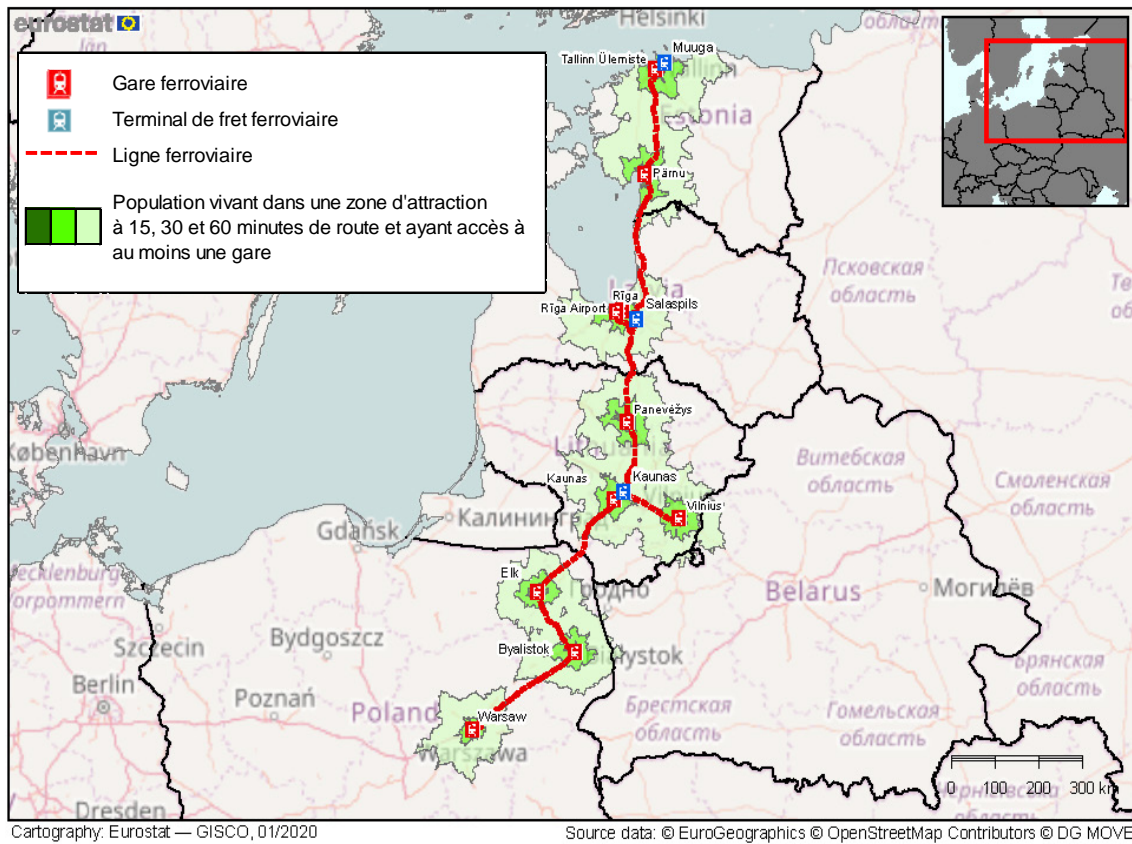 eurostat
Helsinki
Gare ferroviaire
Terminal de fret ferroviaire
Ligne ferroviaire
Population vivant dans une zone d'attraction
à 15, 30 et 60 minutes de route et ayant accès à
au moins une gare
Muuga
Tallinn Ülemiste
Estonia
Pärnu
Псковская
область
Rīga
Rīga Airport
Salaspils
Panevėžys
København
Витебская
область
Смоленская
область
Kaunas
Kaunas
Vilnius
Gdańsk
Elk
Belarus
Могилёв
Szczecin
Bydgoszcz
Byalistok
Брянская
область
Berlin
Poznań
Poland
Warsaw
Warszawa
Брестская
область
Гомельская
область
0 100 200 300 km
Dresden
Cartography: Eurostat — GISCO, 01/2020
Source data: © EuroGeographics © OpenStreetMap Contributors © DG MOVE